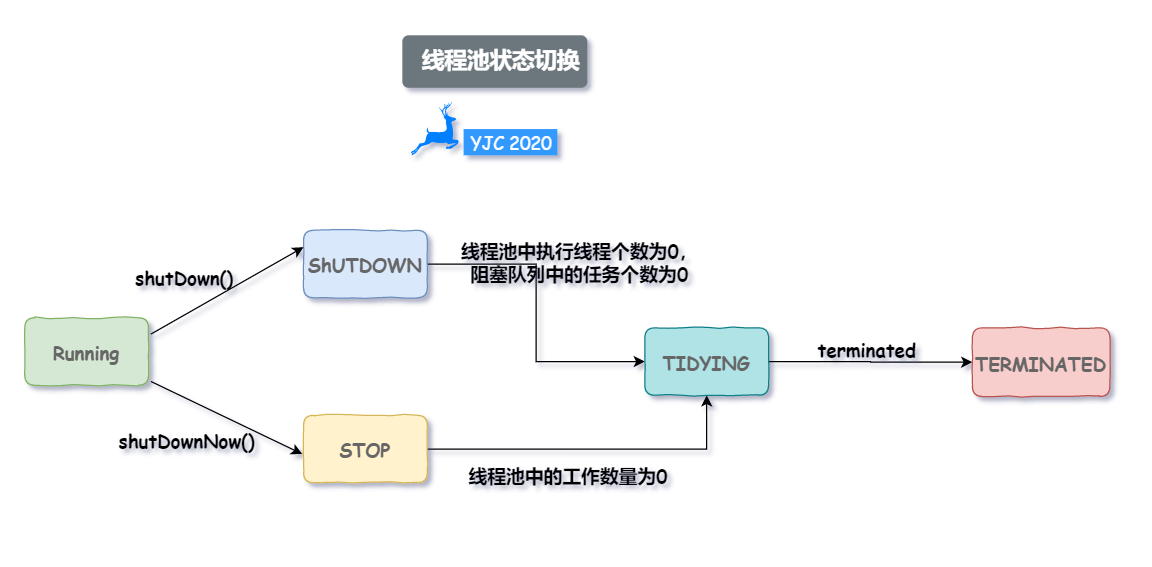 线程池状态切换
YJC 2020
shutDown()
ShUTDOWN
线程池中执行线程个数为0，
阻塞队列中的任务个数为0
Running
TIDYING
terminated
TERMINATED
shutDownNow()
STOP
线程池中的工作数量为0